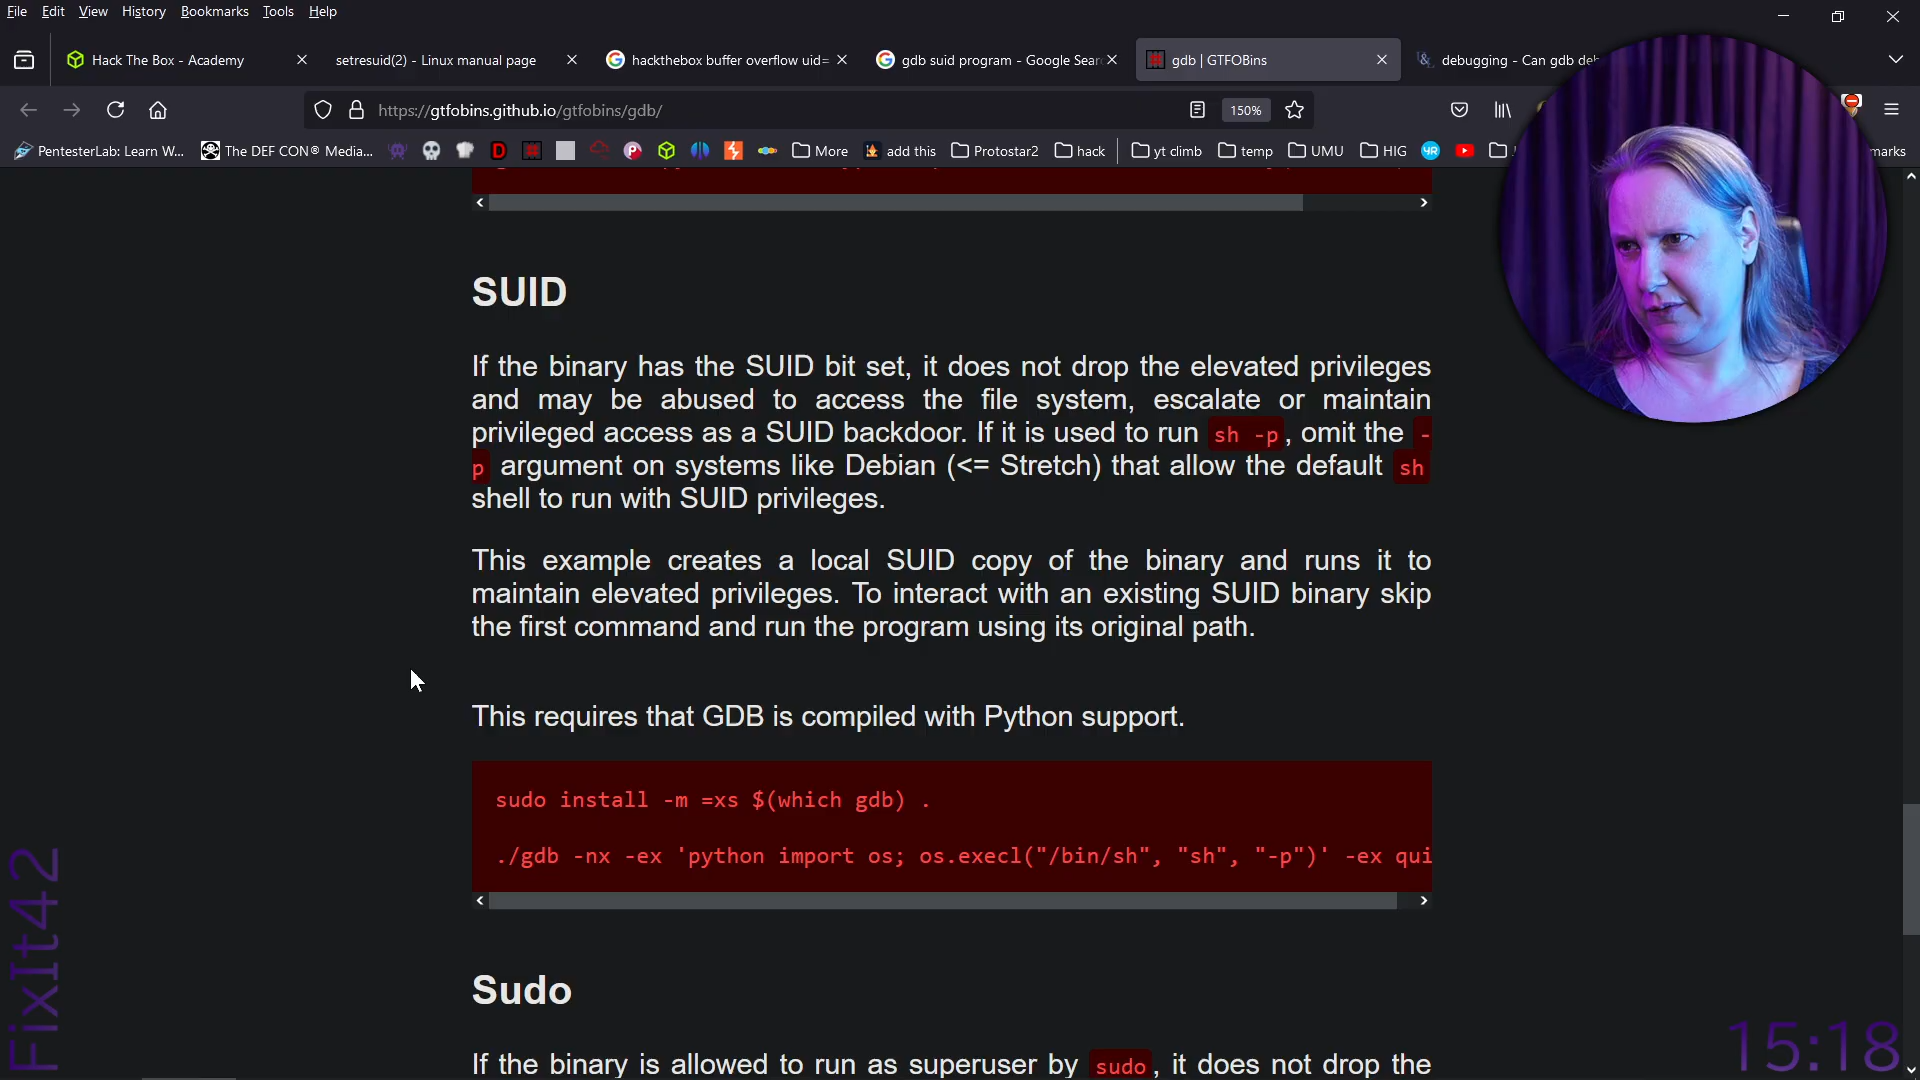 File Edit View History Bookmarks Tools Help
Hack The Box - Academy
setresuid(2) - Linux manual page
hackthebox buffer overflow uid=
gdb suid program - Google Sear
gdb | GTFOBins
debugging - Can gdb deb
https://gtfobins.github.io/gtfobins/gdb/
150%
PentesterLab: Learn W...
The DEF CON® Media...
More
add this
Protostar2
hack
yt climb
temp
UMU
HIG
marks
SUID
If the binary has the SUID bit set, it does not drop the elevated privileges
and may be abused to access the file system, escalate or maintain
privileged access as a SUID backdoor. If it is used to run sh -p, omit the -
p argument on systems like Debian (<= Stretch) that allow the default sh
shell to run with SUID privileges.
This example creates a local SUID copy of the binary and runs it to
maintain elevated privileges. To interact with an existing SUID binary skip
the first command and run the program using its original path.
This requires that GDB is compiled with Python support.
sudo install -m =xs $(which gdb) .
./gdb -nx -ex 'python import os; os.execl("/bin/sh", "sh", "-p")' -ex qui
Sudo
If the binary is allowed to run as superuser by sudo, it does not drop the
FixIt42
15:18